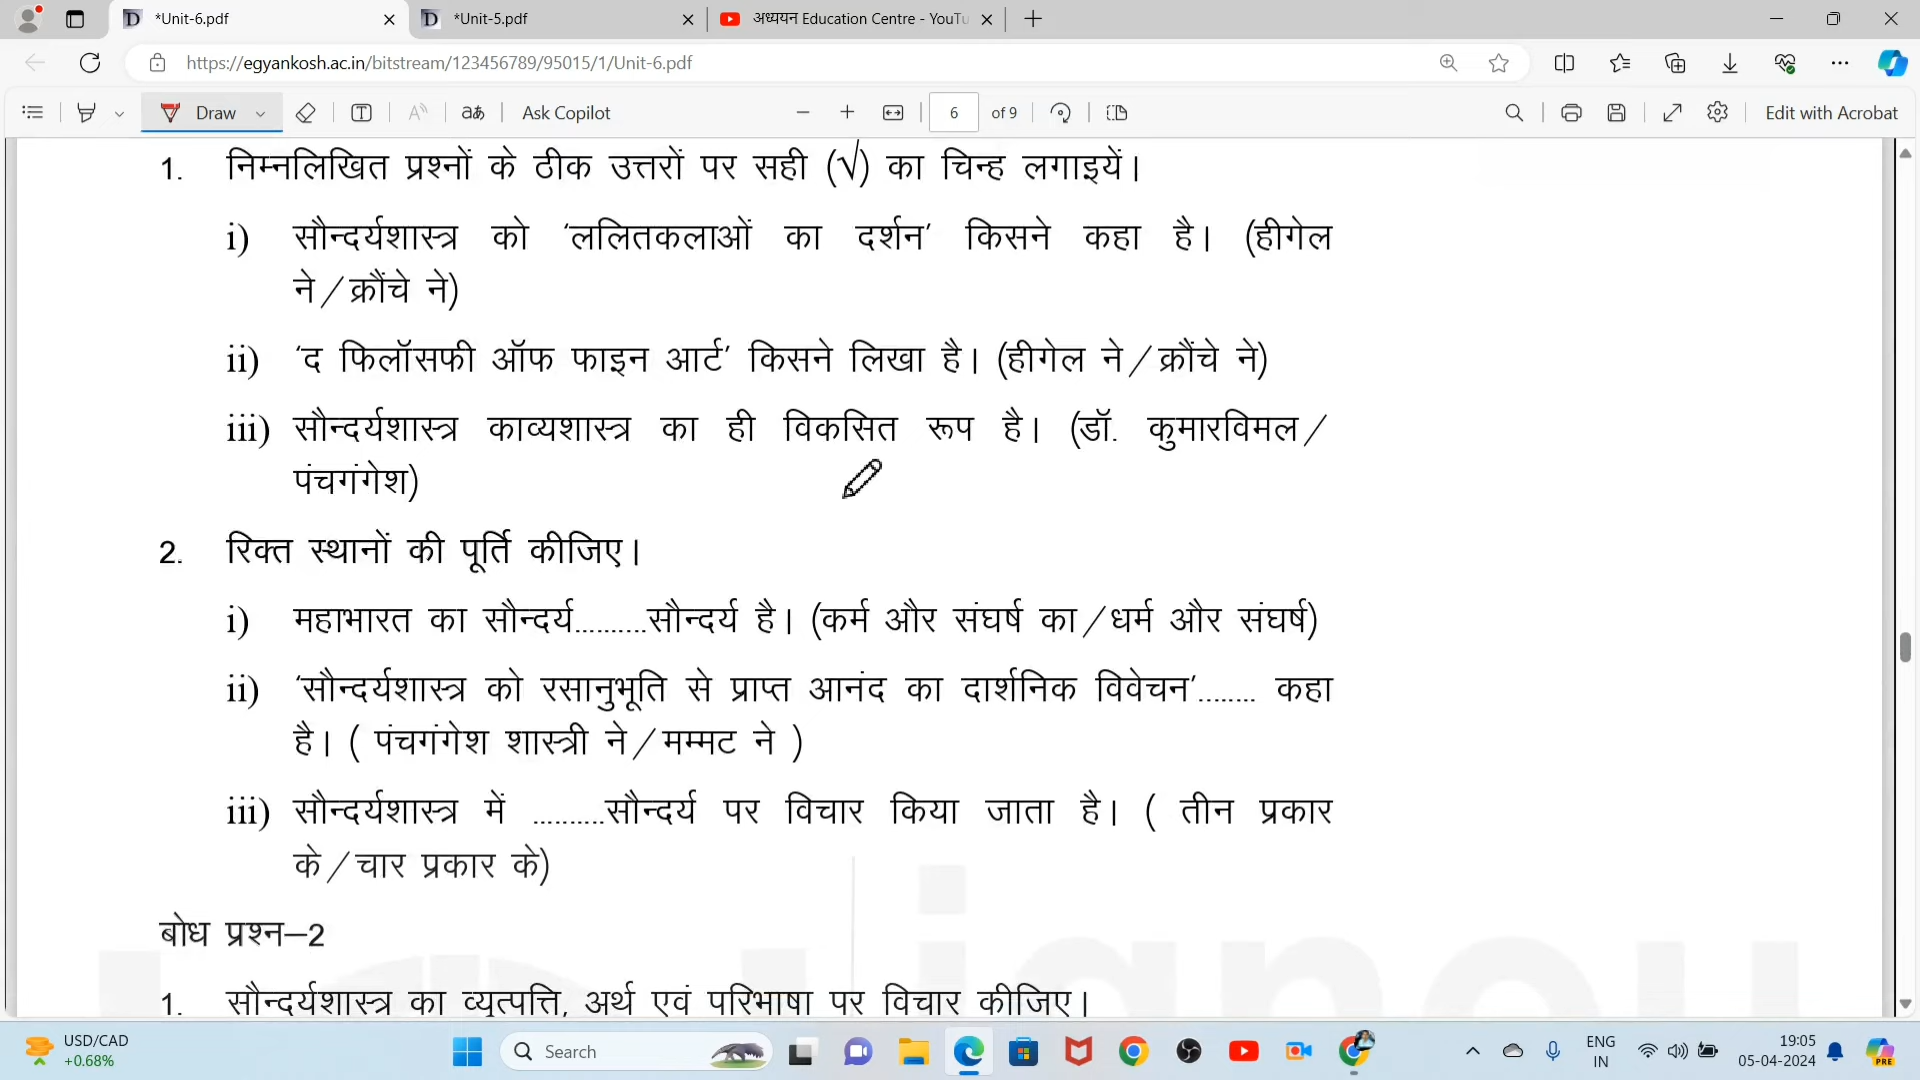 *Unit-6.pdf
*Unit-5.pdf
अध्ययन Education Centre - YouTu
https://egyankosh.ac.in/bitstream/123456789/95015/1/Unit-6.pdf
Draw
Ask Copilot
6 of 9
Edit with Acrobat
1. निम्नलिखित प्रश्नों के ठीक उत्तरों पर सही (√) का चिन्ह लगाइयें।
i) सौन्दर्यशास्त्र को ‘ललितकलाओं का दर्शन’ किसने कहा है। (हीगेल
ने/क्रौंचे ने)
ii) ‘द फिलॉसफी ऑफ फाइन आर्ट’ किसने लिखा है। (हीगेल ने/क्रौंचे ने)
iii) सौन्दर्यशास्त्र काव्यशास्त्र का ही विकसित रूप है। (डॉ. कुमारविमल/
पंचगंगेश)
2. रिक्त स्थानों की पूर्ति कीजिए।
i) महाभारत का सौन्दर्य..........सौन्दर्य है। (कर्म और संघर्ष का/धर्म और संघर्ष)
ii) ‘सौन्दर्यशास्त्र को रसानुभूति से प्राप्त आनंद का दार्शनिक विवेचन’........ कहा
है। ( पंचगंगेश शास्त्री ने/मम्मट ने )
iii) सौन्दर्यशास्त्र में ..........सौन्दर्य पर विचार किया जाता है। ( तीन प्रकार
के/चार प्रकार के)
बोध प्रश्न–2
1. सौन्दर्यशास्त्र का व्युत्पत्ति, अर्थ एवं परिभाषा पर विचार कीजिए।
USD/CAD
+0.68%
Search
ENG
IN
19:05
05-04-2024
PRE